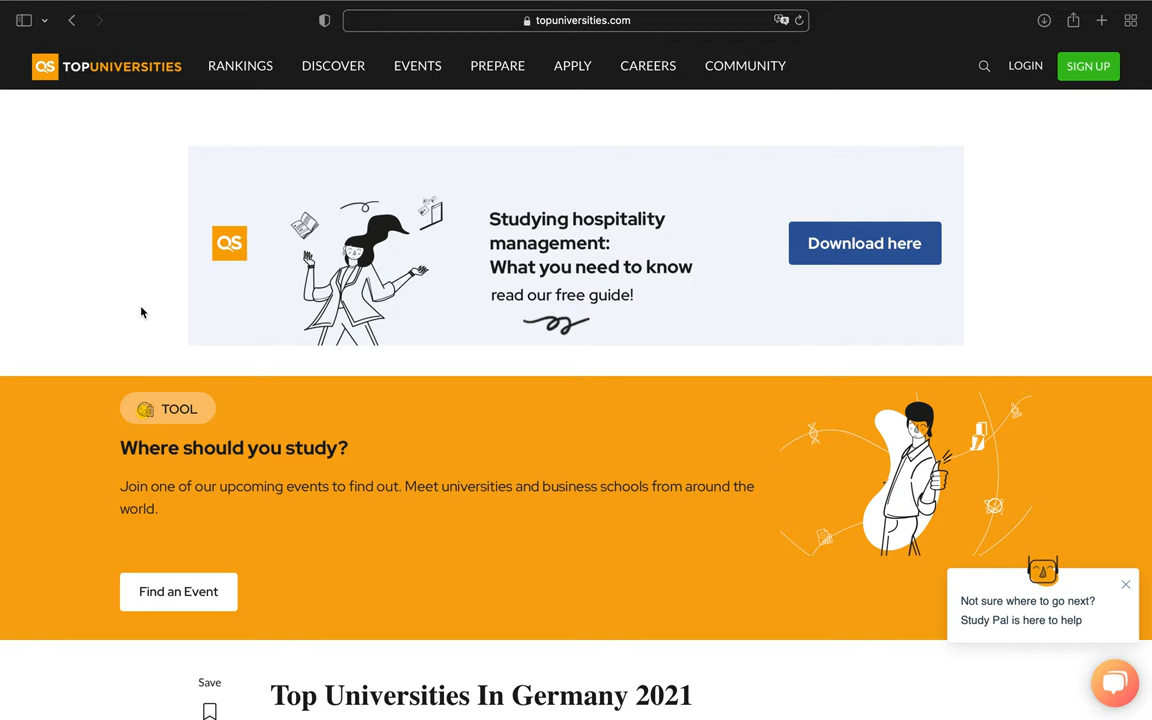 topuniversities.com
QS TOPUNIVERSITIES RANKINGS DISCOVER EVENTS PREPARE APPLY CAREERS COMMUNITY LOGIN SIGN UP
QS
Studying hospitality
management:
What you need to know
read our free guide!
Download here
TOOL
Where should you study?
Join one of our upcoming events to find out. Meet universities and business schools from around the
world.
Find an Event
Not sure where to go next?
Study Pal is here to help
Save
Top Universities In Germany 2021